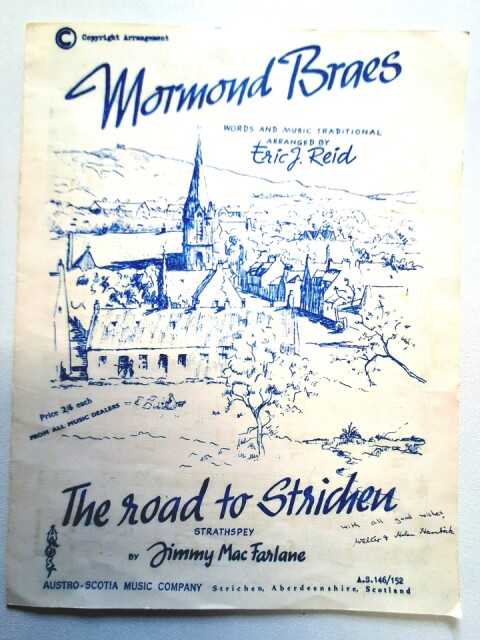 © Copyright Arrangement
Mormond Braes
WORDS AND MUSIC TRADITIONAL
ARRANGED BY
Eric J. Reid
Price 2/6 each
FROM ALL MUSIC DEALERS
The road to Strichen
STRATHSPEY
BY Jimmy MacFarlane
with all good wishes,
Walter & Helen
AUSTRO-SCOTIA MUSIC COMPANY Strichen, Aberdeenshire, Scotland
A.S.146/152